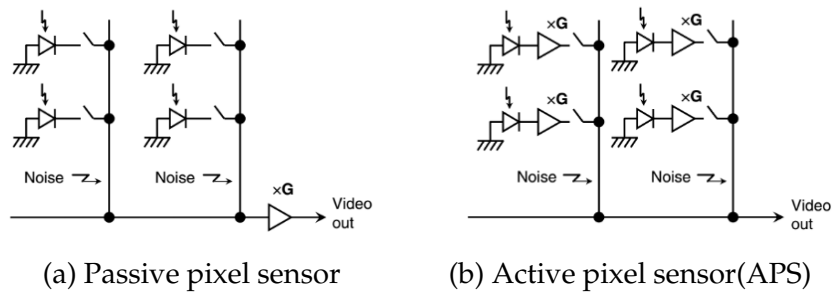 ×G
×G
×G
×G
Noise
Noise
×G
Video
out
Noise
Noise
Video
out
(a) Passive pixel sensor
(b) Active pixel sensor(APS)